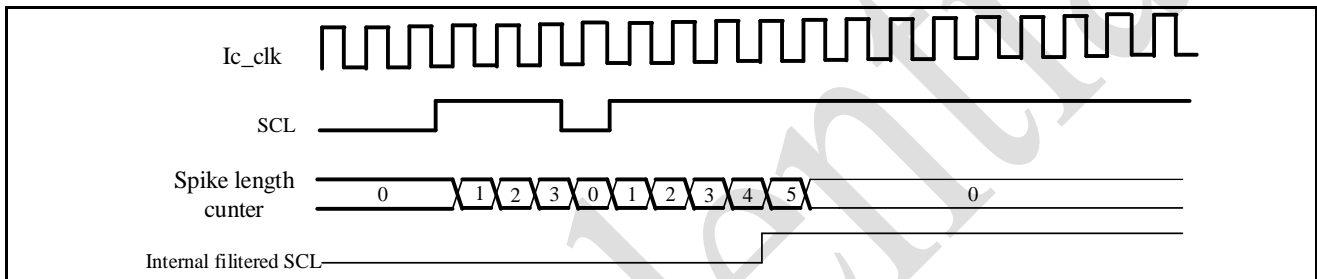 Ic_clk
SCL
Spike length
cunter
0 1 2 3 0 1 2 3 4 5 0
Internal filitered SCL